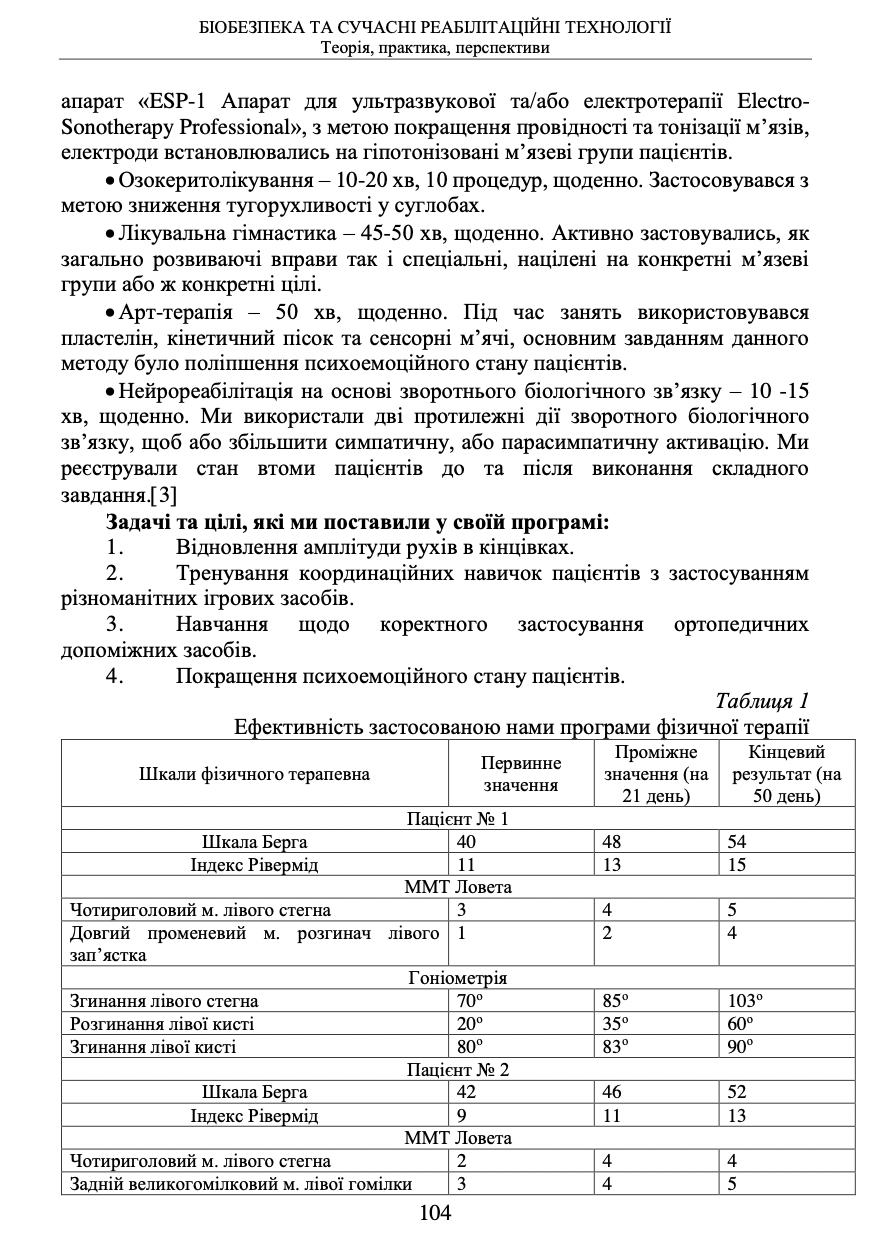 БІОБЕЗПЕКА ТА СУЧАСНІ РЕАБІЛІТАЦІЙНІ ТЕХНОЛОГІЇ
Теорія, практика, перспективи
апарат «ESP-1 Апарат для ультразвукової та/або електротерапії Electro-
Sonotherapy Professional», з метою покращення провідності та тонізації м’язів,
електроди встановлювались на гіпотонізовані м’язеві групи пацієнтів.
• Озокеритолікування – 10-20 хв, 10 процедур, щоденно. Застосовувався з
метою зниження тугорухливості у суглобах.
• Лікувальна гімнастика – 45-50 хв, щоденно. Активно застовувались, як
загально розвиваючі вправи так і спеціальні, націлені на конкретні м’язеві
групи або ж конкретні цілі.
• Арт-терапія – 50 хв, щоденно. Під час занять використовувався
пластелін, кінетичний пісок та сенсорні м’ячі, основним завданням данного
методу було поліпшення психоемоційного стану пацієнтів.
• Нейрореабілітація на основі зворотнього біологічного зв’язку – 10 -15
хв, щоденно. Ми використали дві протилежні дії зворотного біологічного
зв’язку, щоб або збільшити симпатичну, або парасимпатичну активацію. Ми
реєстрували стан втоми пацієнтів до та після виконання складного
завдання.[3]
Задачі та цілі, які ми поставили у своїй програмі:
1. Відновлення амплітуди рухів в кінцівках.
2. Тренування координаційних навичок пацієнтів з застосуванням
різноманітних ігрових засобів.
3. Навчання щодо коректного застосування ортопедичних
допоміжних засобів.
4. Покращення психоемоційного стану пацієнтів.
Таблиця 1
Ефективність застосованою нами програми фізичної терапії
Шкали фізичного терапевна
Первинне
значення
Проміжне
значення (на
21 день)
Кінцевий
результат (на
50 день)
Пацієнт № 1
Шкала Берга 40 48 54
Індекс Рівермід 11 13 15
ММТ Ловета
Чотириголовий м. лівого стегна 3 4 5
Довгий променевий м. розгинач лівого 1 2 4
зап’ястка
Гоніометрія
Згинання лівого стегна 70º 85º 103º
Розгинання лівої кисті 20º 35º 60º
Згинання лівої кисті 80º 83º 90º
Пацієнт № 2
Шкала Берга 42 46 52
Індекс Рівермід 9 11 13
ММТ Ловета
Чотириголовий м. лівого стегна 2 4 4
Задній великогомілковий м. лівої гомілки 3 4 5
104